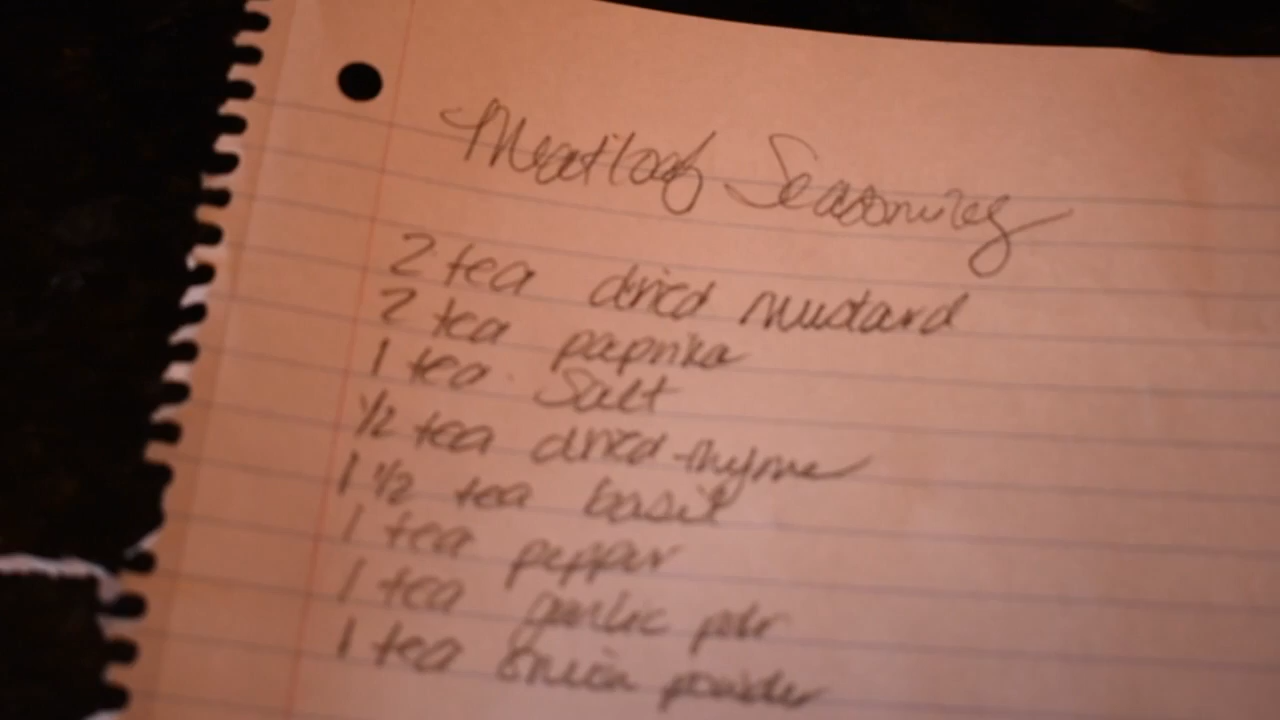 Meatloaf Seasoning
2 tea dried mustard
2 tea paprika
1 tea Salt
1/2 tea dried thyme
1 1/2 tea basil
1 tea pepper
1 tea garlic pdr
1 tea onion powder